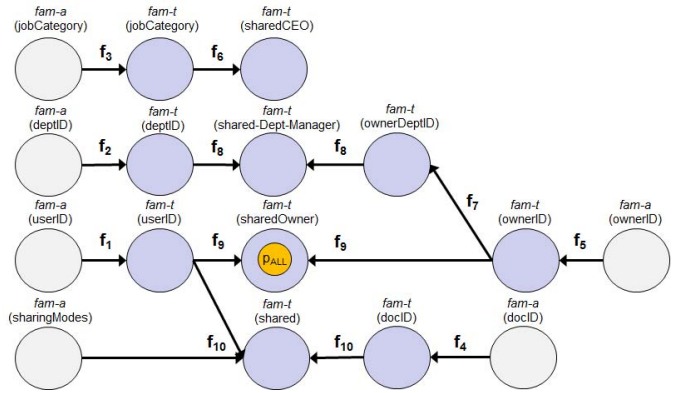 fam-a fam-t fam-t
(jobCategory) (jobCategory) (sharedCEO)
f3 f6
fam-a fam-t fam-t fam-t
(deptID) (deptID) (shared-Dept-Manager) (ownerDeptID)
f2 f8 f8
fam-a fam-t fam-t f7 fam-t fam-a
(userID) (userID) (sharedOwner) (ownerID) (ownerID)
f1 f9 f9 f5
pALL
fam-a fam-t fam-t fam-a
(sharingModes) (shared) (docID) (docID)
f10 f10 f4